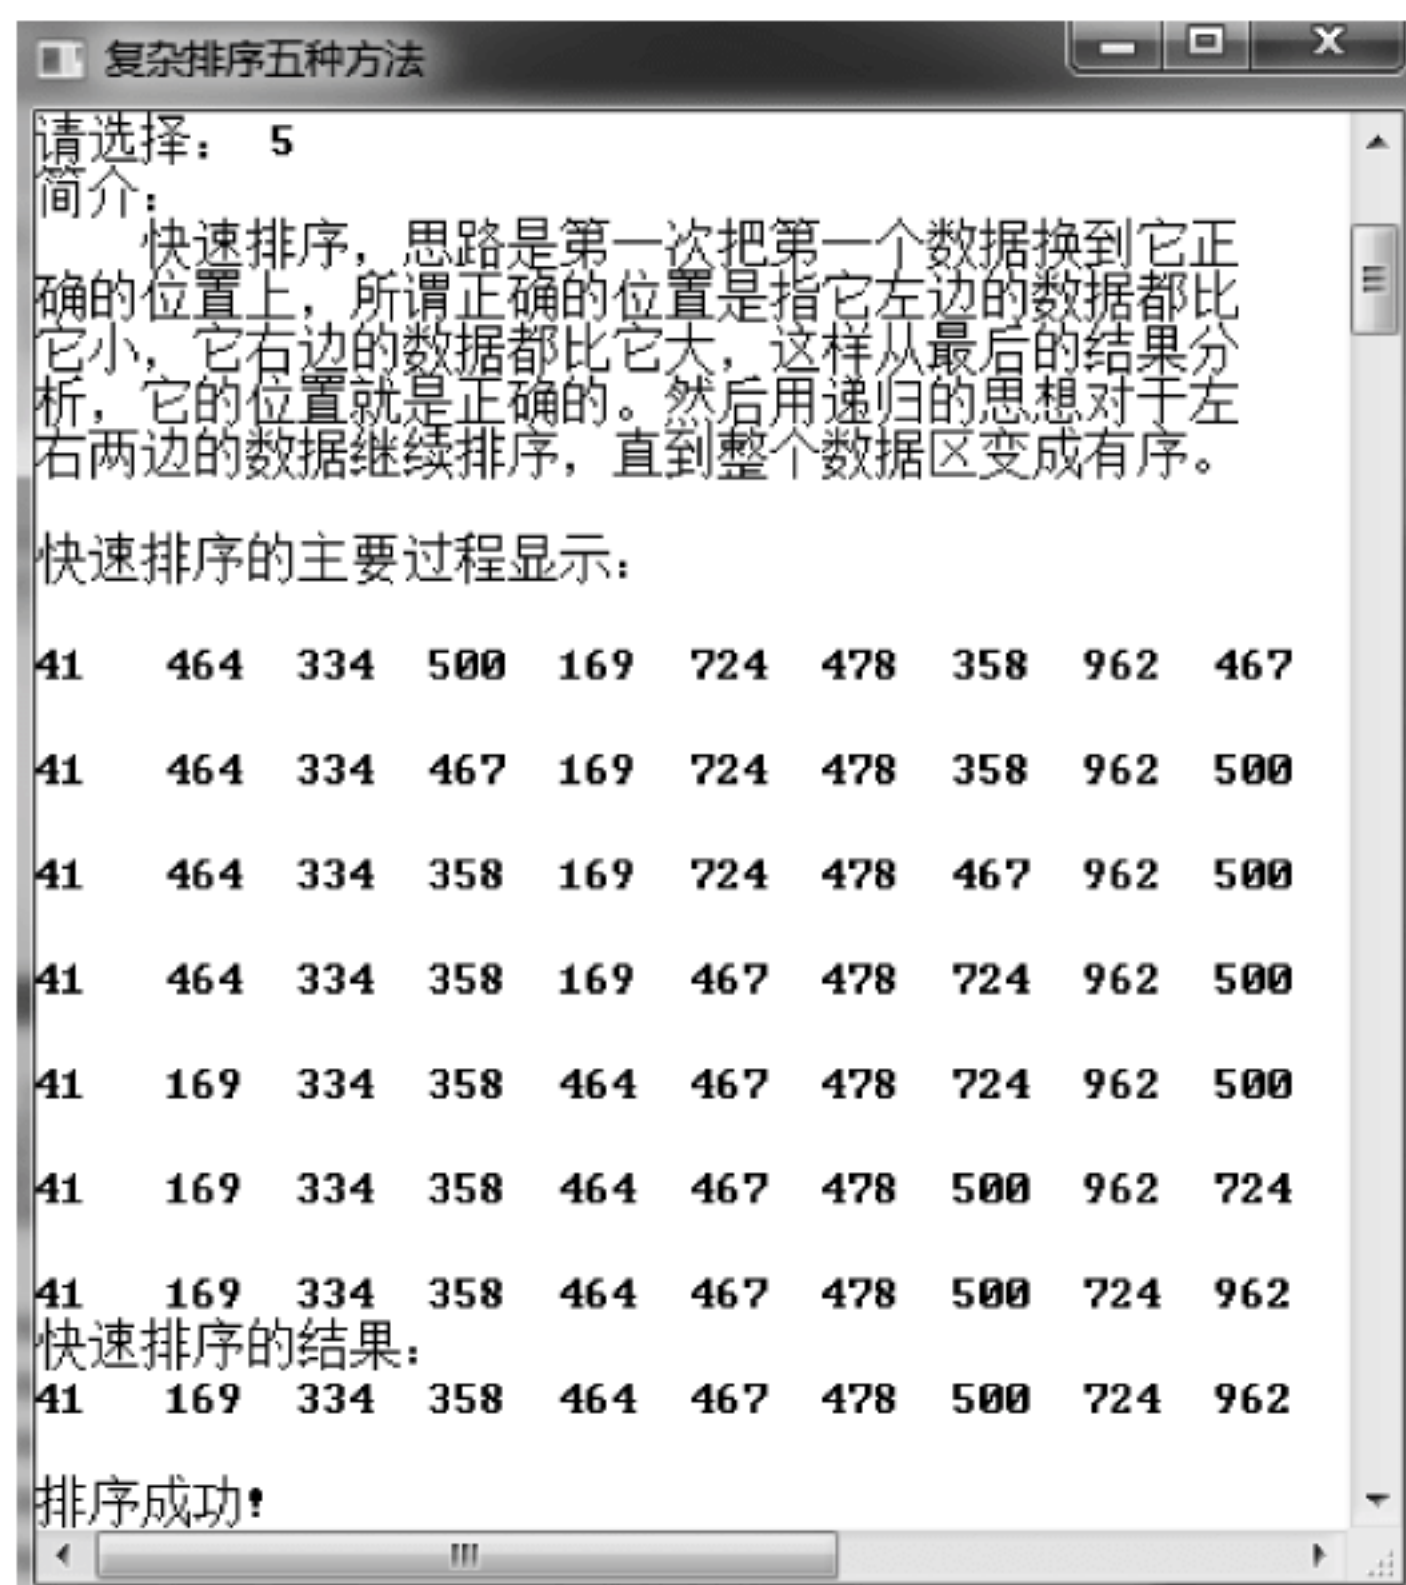 复杂排序五种方法
请选择： 5
简介：
快速排序，思路是第一次把第一个数据换到它正
确的位置上，所谓正确的位置是指它左边的数据都比
它小，它右边的数据都比它大，这样从最后的结果分
析，它的位置就是正确的。然后用递归的思想对于左
右两边的数据继续排序，直到整个数据区变成有序。
快速排序的主要过程显示：
41 464 334 500 169 724 478 358 962 467
41 464 334 467 169 724 478 358 962 500
41 464 334 358 169 724 478 467 962 500
41 464 334 358 169 467 478 724 962 500
41 169 334 358 464 467 478 724 962 500
41 169 334 358 464 467 478 500 962 724
41 169 334 358 464 467 478 500 724 962
快速排序的结果：
41 169 334 358 464 467 478 500 724 962
排序成功!